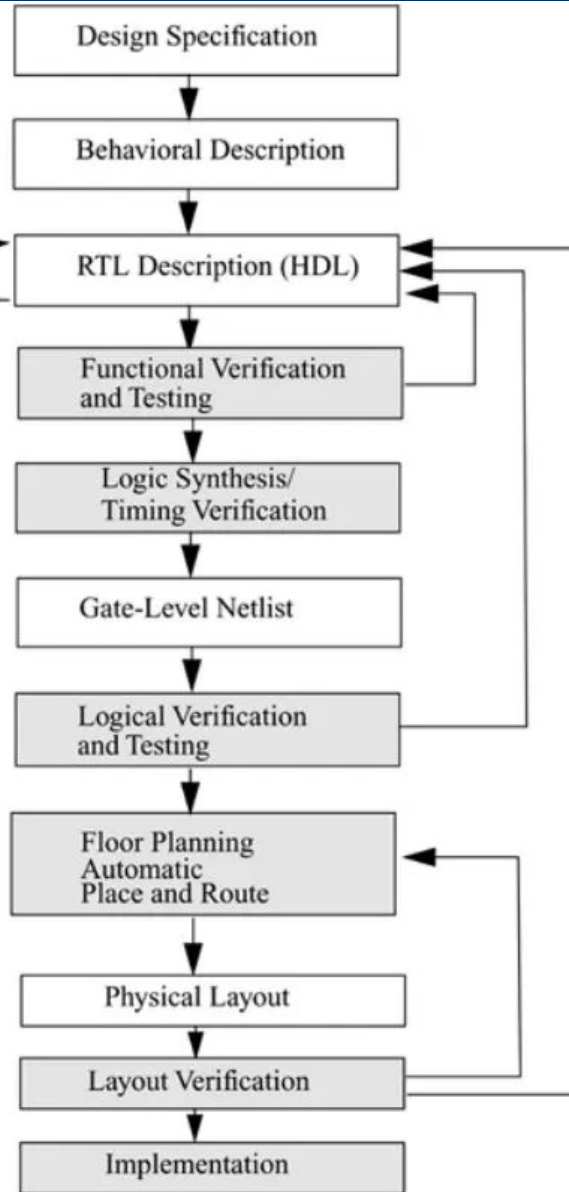 Design Specification
Behavioral Description
RTL Description (HDL)
Functional Verification
and Testing
Logic Synthesis/
Timing Verification
Gate-Level Netlist
Logical Verification
and Testing
Floor Planning
Automatic
Place and Route
Physical Layout
Layout Verification
Implementation